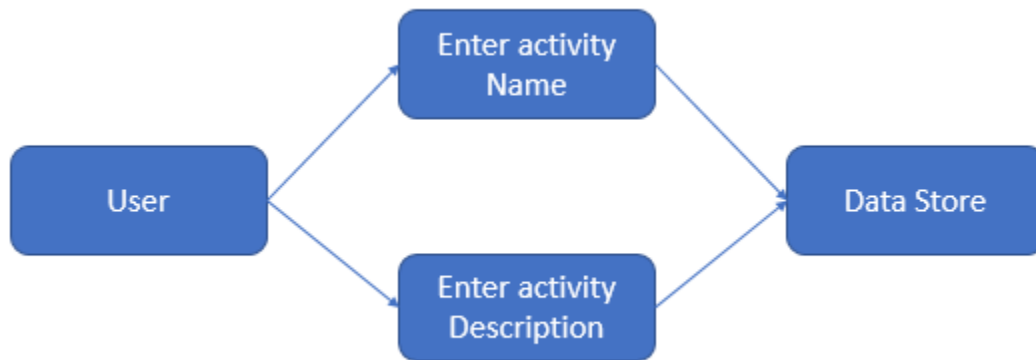 Enter activity
Name
User
Data Store
Enter activity
Description